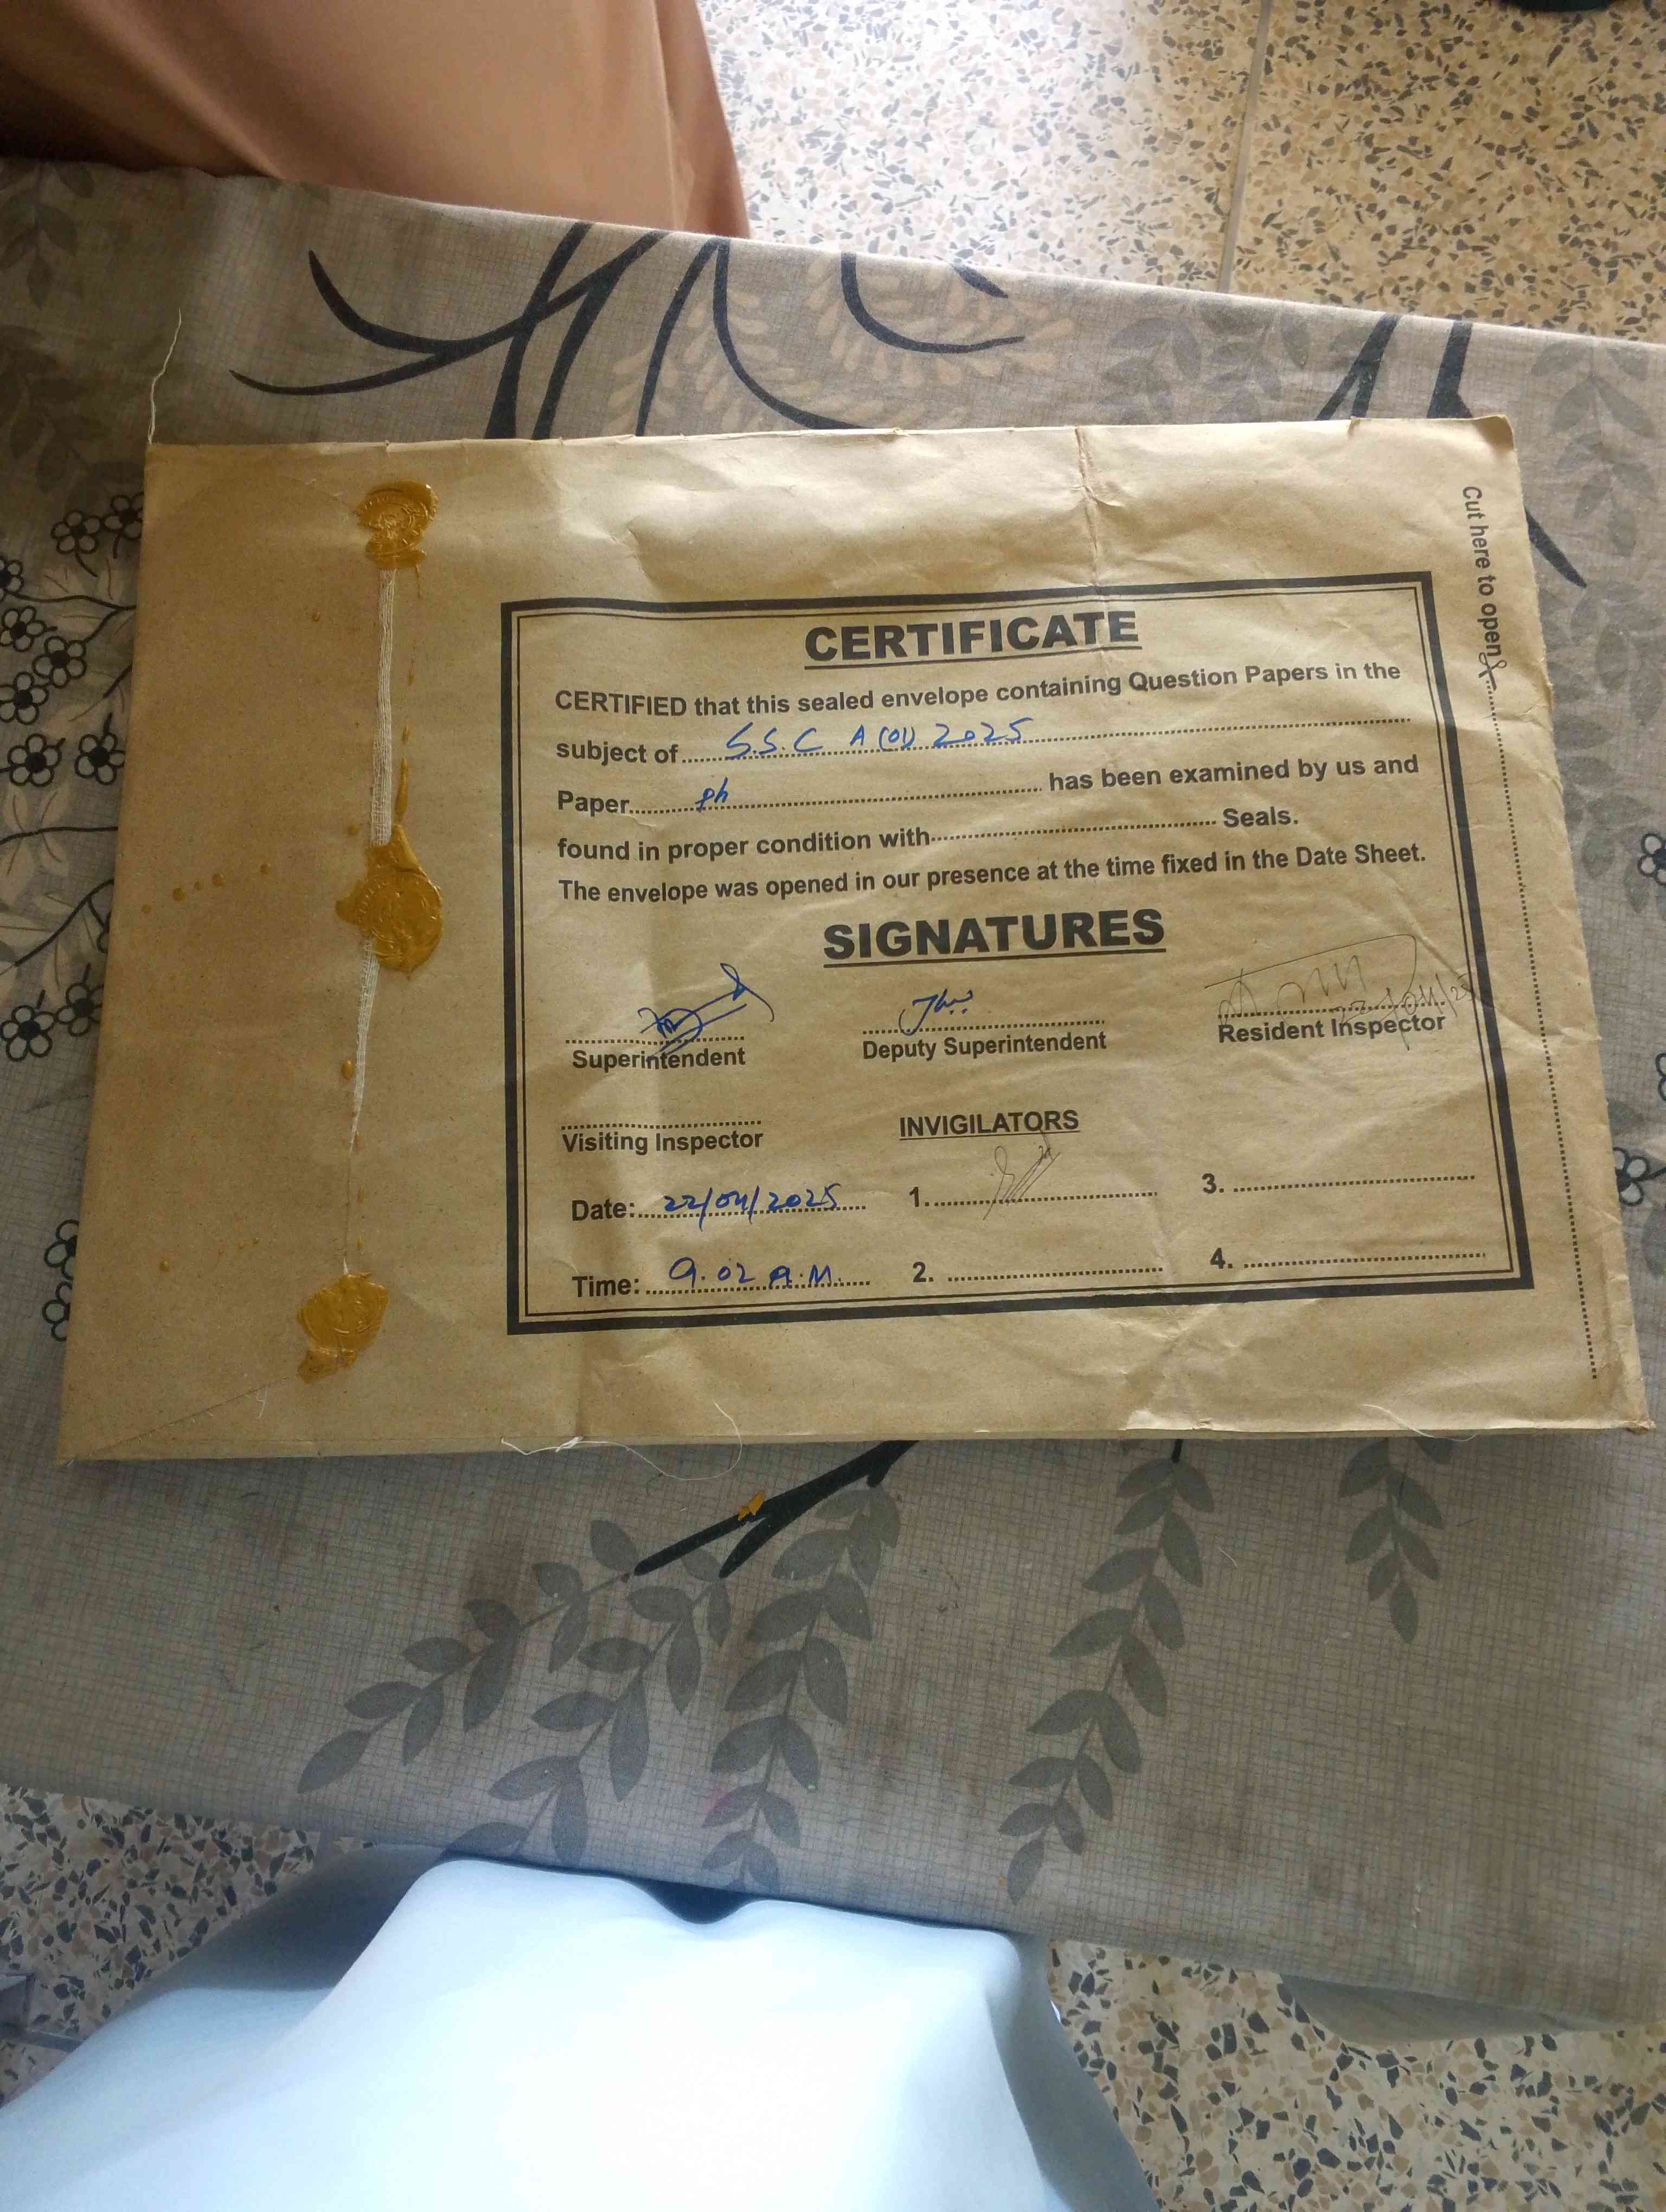 Cut here to open
CERTIFICATE
CERTIFIED that this sealed envelope containing Question Papers in the
subject of S.S.C A (01) 2025
Paper ph has been examined by us and
found in proper condition with Seals.
The envelope was opened in our presence at the time fixed in the Date Sheet.
SIGNATURES
Superintendent Deputy Superintendent Resident Inspector
Visiting Inspector INVIGILATORS
Date: 22/04/2025 1. 3.
Time: 9.02 A.M. 2. 4.